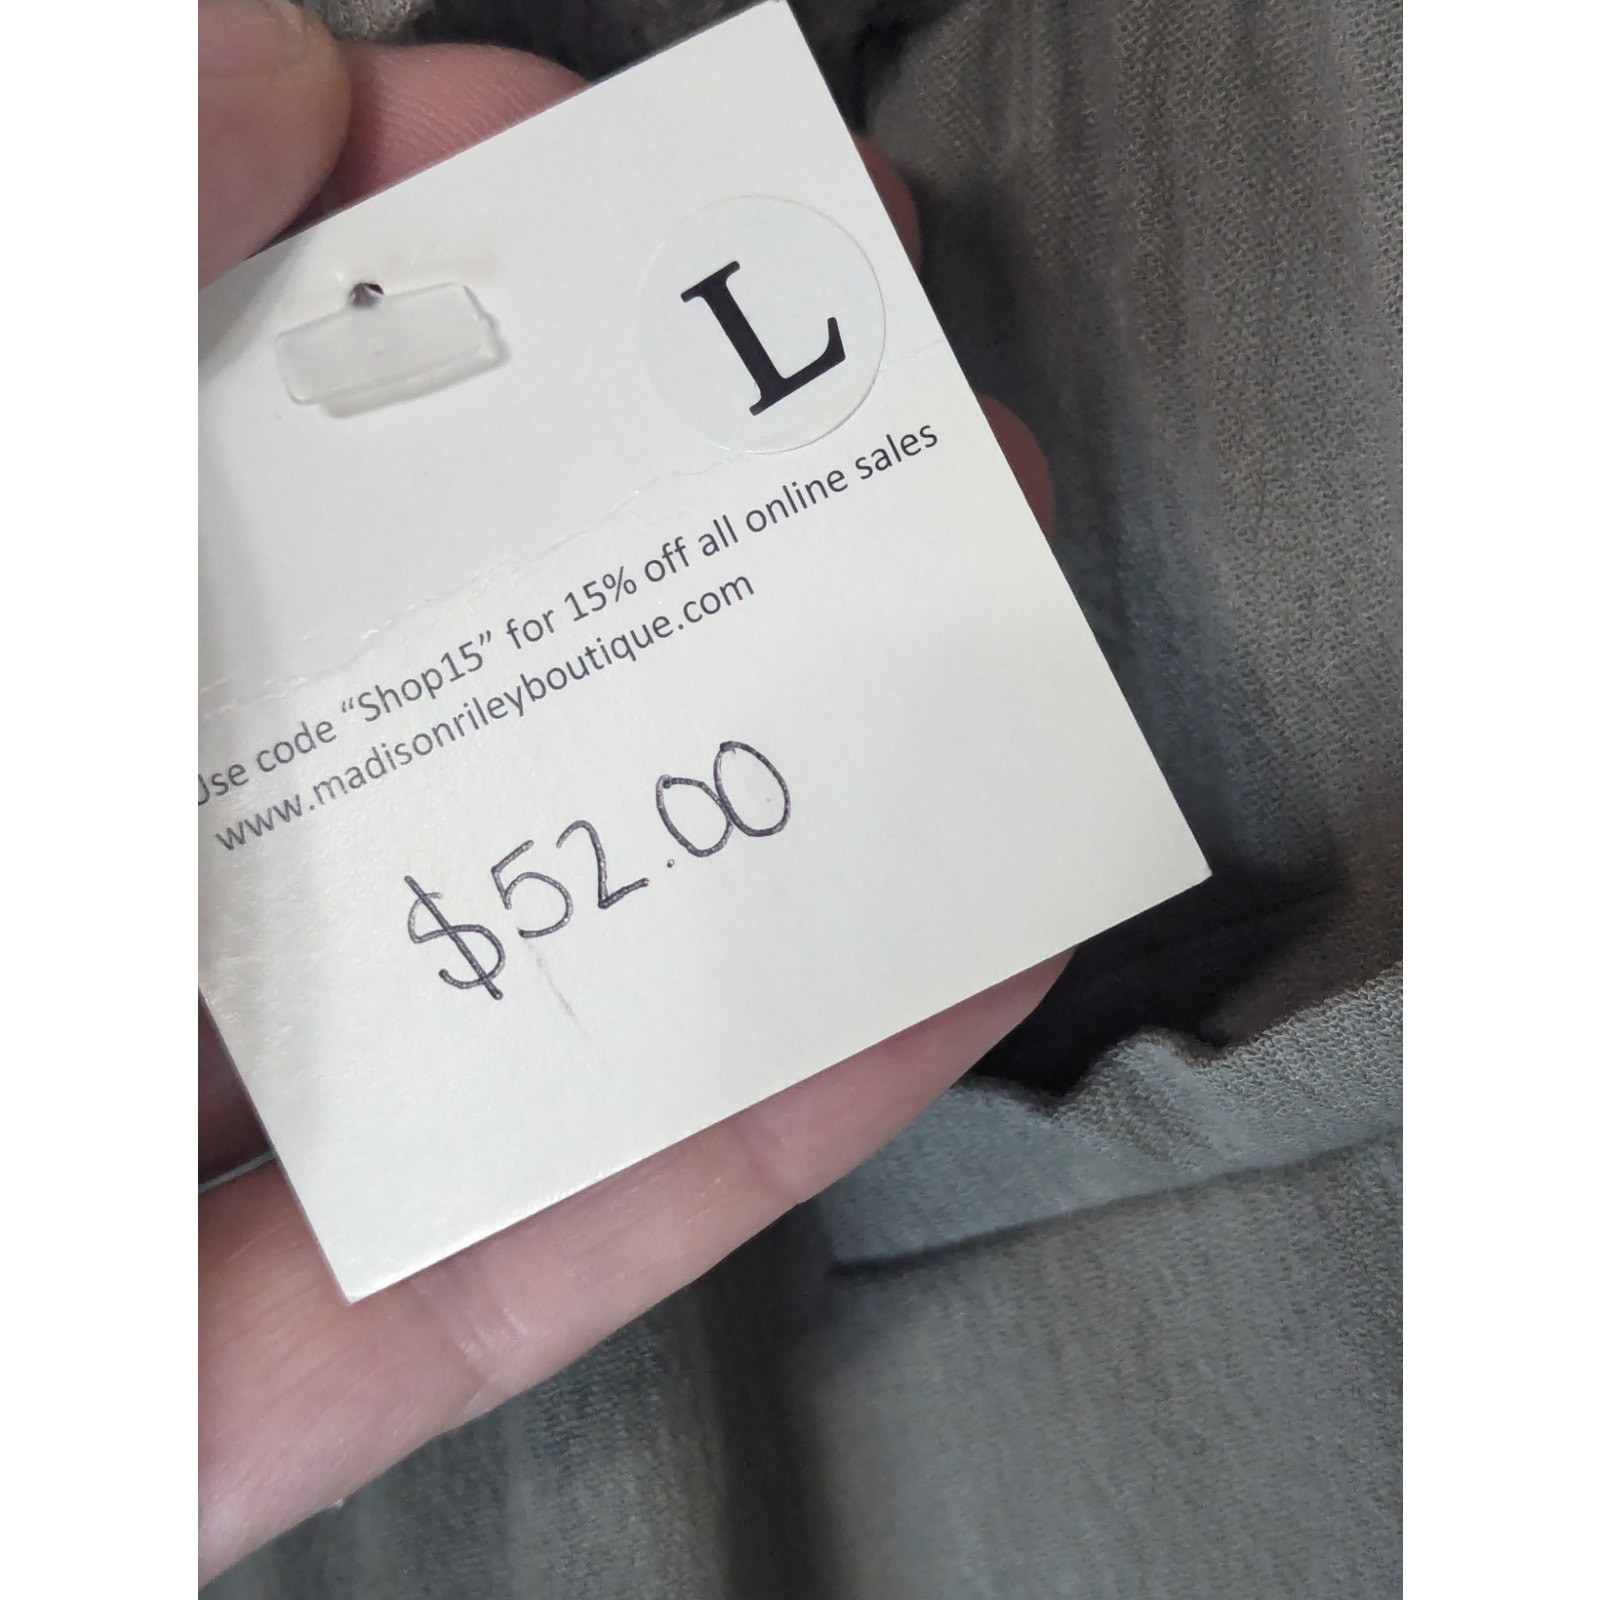 L
Use code “Shop15” for 15% off all online sales
www.madisonrileyboutique.com
$52.00